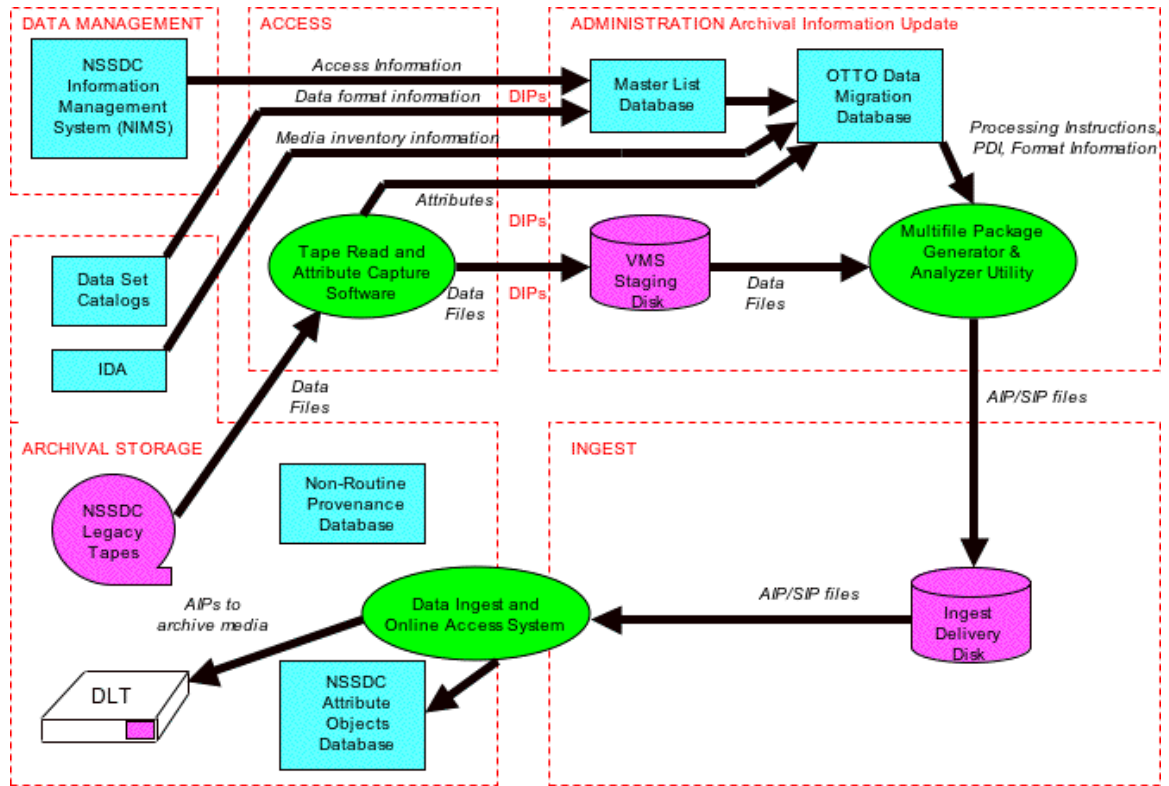 DATA MANAGEMENT
ACCESS
ADMINISTRATION Archival Information Update
NSSDC
Information
Management
System (NIMS)
Access Information
Data format information
DIPs
Media inventory information
Master List
Database
OTTO Data
Migration
Database
Processing Instructions,
PDI, Format Information
Attributes
DIPs
Tape Read and
Attribute Capture
Software
Data
Files
DIPs
VMS
Staging
Disk
Data
Files
Multifile Package
Generator &
Analyzer Utility
Data Set
Catalogs
IDA
Data
Files
AIP/SIP files
ARCHIVAL STORAGE
INGEST
NSSDC
Legacy
Tapes
Non-Routine
Provenance
Database
AIPs to
archive media
Data Ingest and
Online Access System
AIP/SIP files
Ingest
Delivery
Disk
DLT
NSSDC
Attribute
Objects
Database